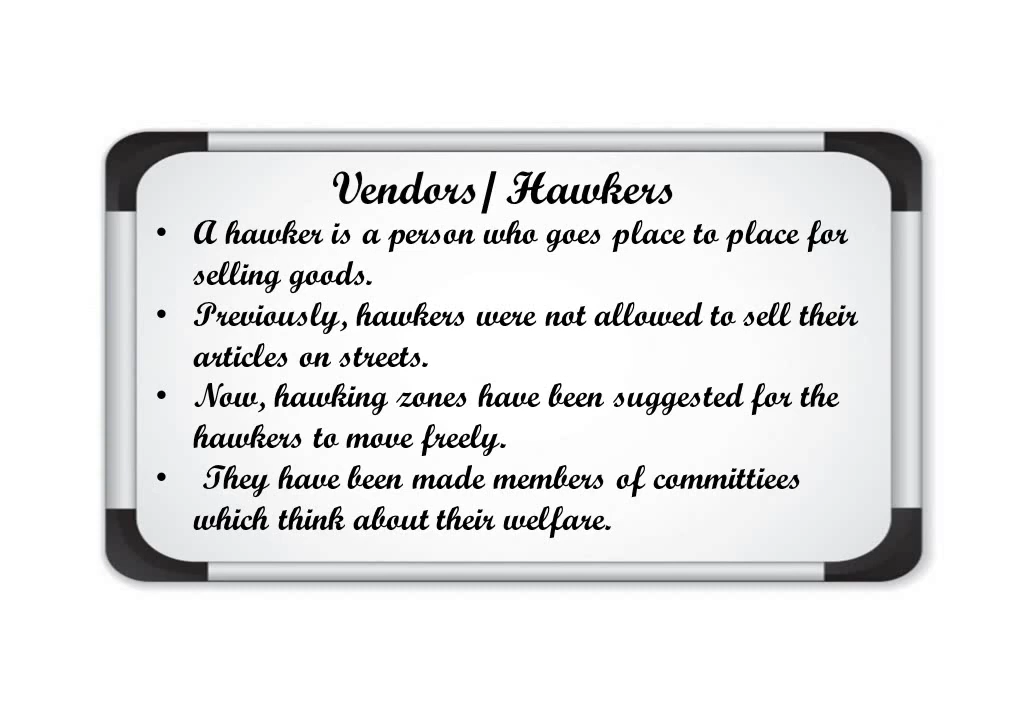 Vendors/ Hawkers
• A hawker is a person who goes place to place for
selling goods.
• Previously, hawkers were not allowed to sell their
articles on streets.
• Now, hawking zones have been suggested for the
hawkers to move freely.
• They have been made members of committiees
which think about their welfare.